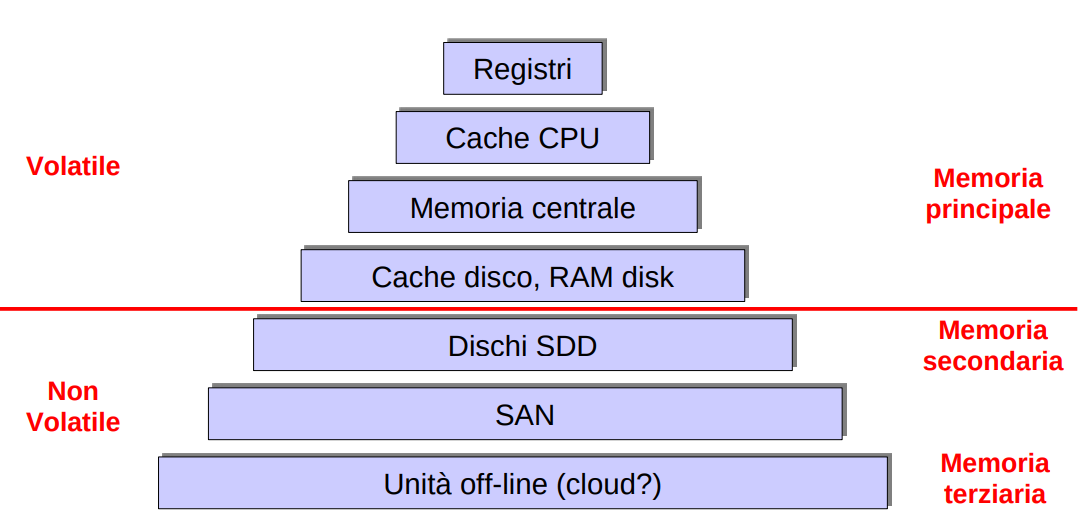 Registri
Cache CPU
Volatile
Memoria
principale
Memoria centrale
Cache disco, RAM disk
Dischi SDD
Memoria
secondaria
Non
Volatile
SAN
Unità off-line (cloud?)
Memoria
terziaria